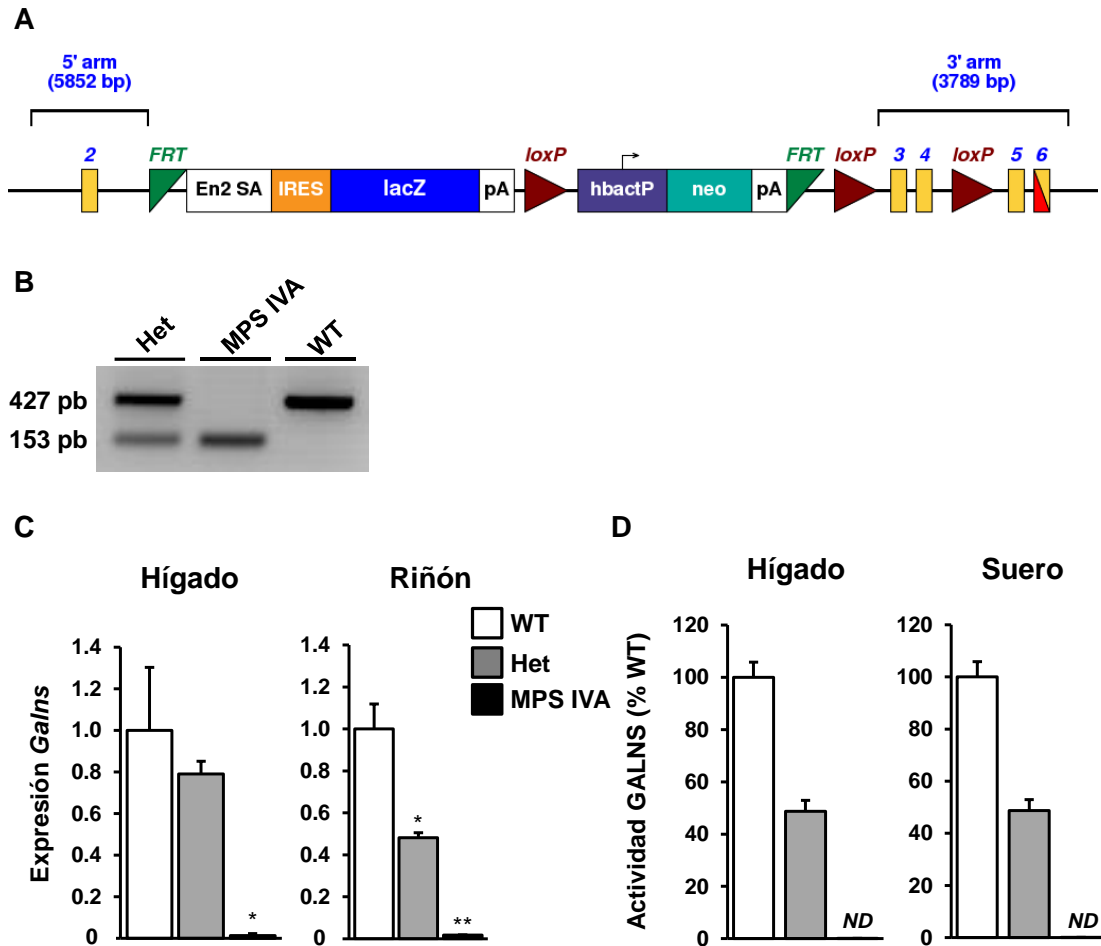 A
5' arm
(5852 bp)
3' arm
(3789 bp)
2 FRT loxP FRT loxP 3 4 loxP 5 6
En2 SA IRES lacZ pA hbactP neo pA
B
Het MPS IVA WT
427 pb
153 pb
C
Hígado
Riñón
WT
Het
MPS IVA
Expresión Galns
1.4
1.2
1.0
0.8
0.6
0.4
0.2
0
*
1.4
1.2
1.0
0.8
0.6
0.4
0.2
0
*
**
D
Hígado
Suero
Actividad GALNS (% WT)
120
100
80
60
40
20
0
ND
120
100
80
60
40
20
0
ND